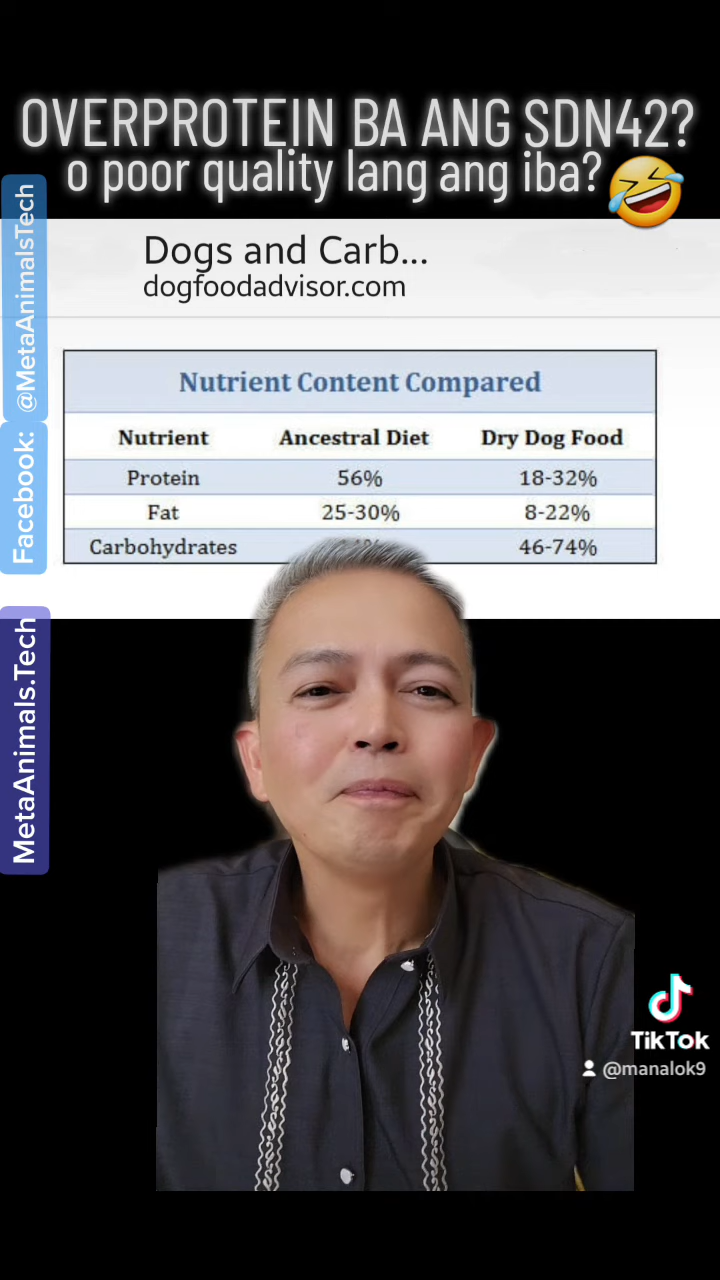 OVERPROTEIN BA ANG SDN42?
o poor quality lang ang iba?
Dogs and Carb...
dogfoodadvisor.com
Nutrient Content Compared
Nutrient Ancestral Diet Dry Dog Food
Protein 56% 18-32%
Fat 25-30% 8-22%
Carbohydrates 46-74%
Facebook: @MetaAnimalsTech
MetaAnimals.Tech
TikTok
@manalok9